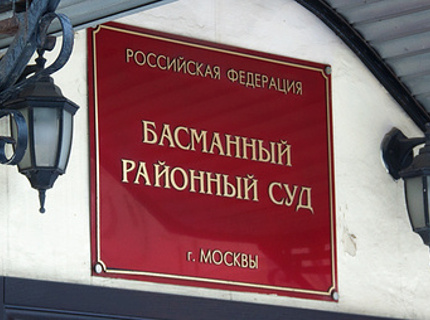 РОССИЙСКАЯ ФЕДЕРАЦИЯ
БАСМАННЫЙ
РАЙОННЫЙ СУД
г. МОСКВЫ